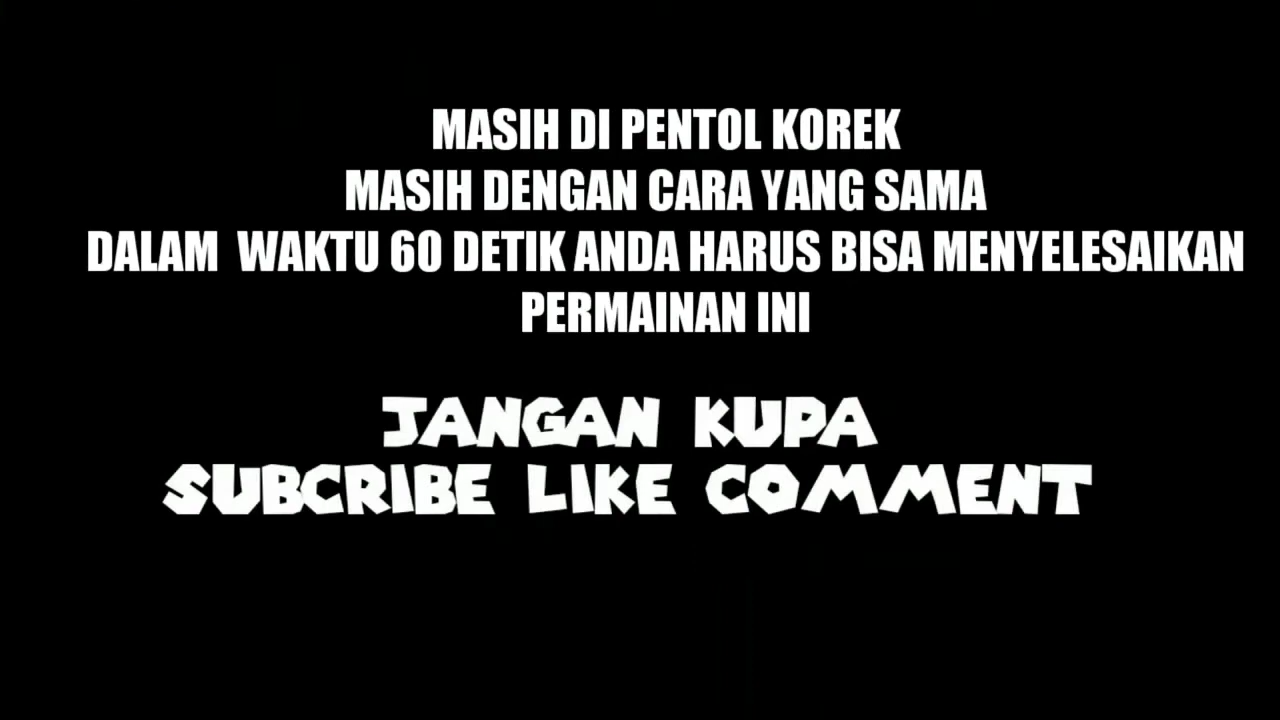 MASIH DI PENTOL KOREK
MASIH DENGAN CARA YANG SAMA
DALAM WAKTU 60 DETIK ANDA HARUS BISA MENYELESAIKAN
PERMAINAN INI
JANGAN KUPA
SUBCRIBE LIKE COMMENT